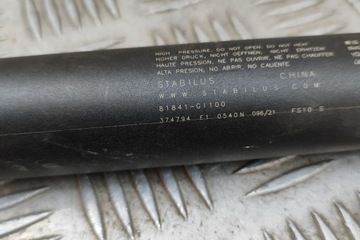 HIGH PRESSURE, DO NOT OPEN, DO NOT HEAT
HOHER DRUCK, NICHT OEFFNEN, NICHT ERHITZEN
HAUTE PRESSION, NE PAS OUVRIR, NE PAS CHAUFFER
ALTA PRESION, NO ABRIR, NO CALIENTE
STABILUS CHINA
WWW.STABILUS.COM
81841-G1100
374794 F1 0540N 096/21 FS10 S